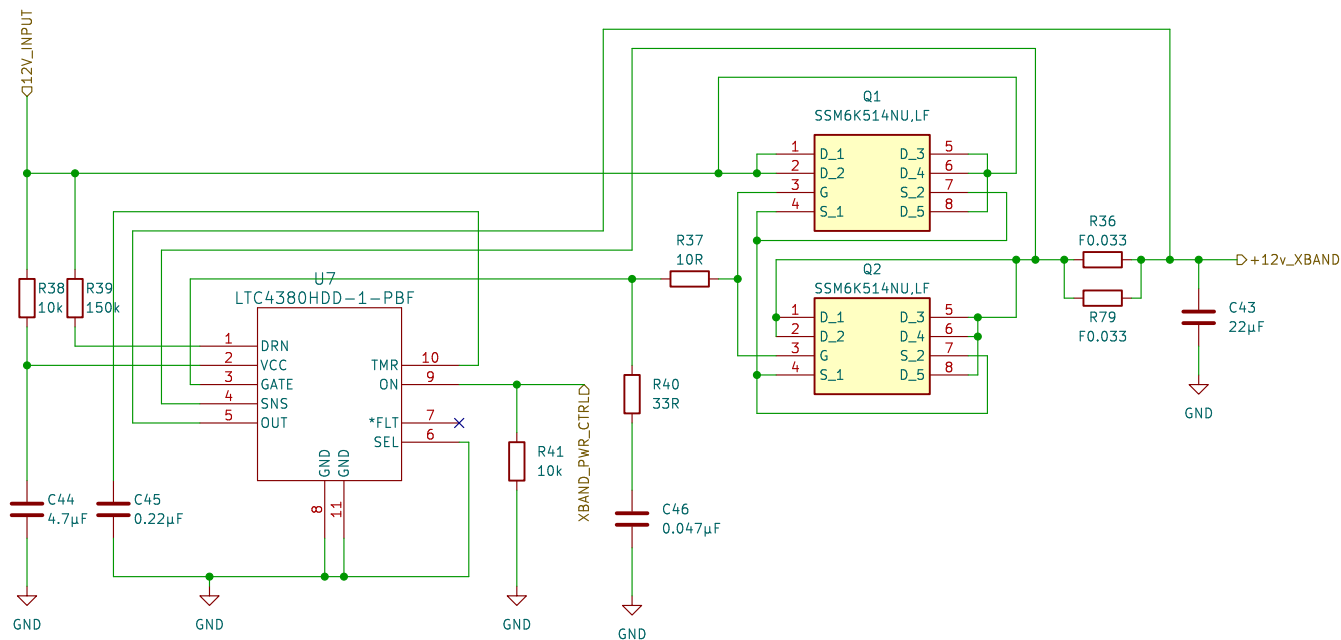 12V_INPUT
Q1
SSM6K514NU,LF
1 D_1 D_3 5
2 D_2 D_4 6
3 G S_2 7
4 S_1 D_5 8
R36
F0.033
R37
10R
+12v_XBAND
Q2
SSM6K514NU,LF
1 D_1 D_3 5
2 D_2 D_4 6
3 G S_2 7
4 S_1 D_5 8
R79
F0.033
C43
22µF
GND
R38
10k
R39
150k
U7
LTC4380HDD-1-PBF
1 DRN
2 VCC TMR 10
3 GATE ON 9
4 SNS
5 OUT *FLT 7
SEL 6
GND GND
8 11
R40
33R
R41
10k
XBAND_PWR_CTRL
C44
4.7µF
C45
0.22µF
C46
0.047µF
GND
GND
GND
GND